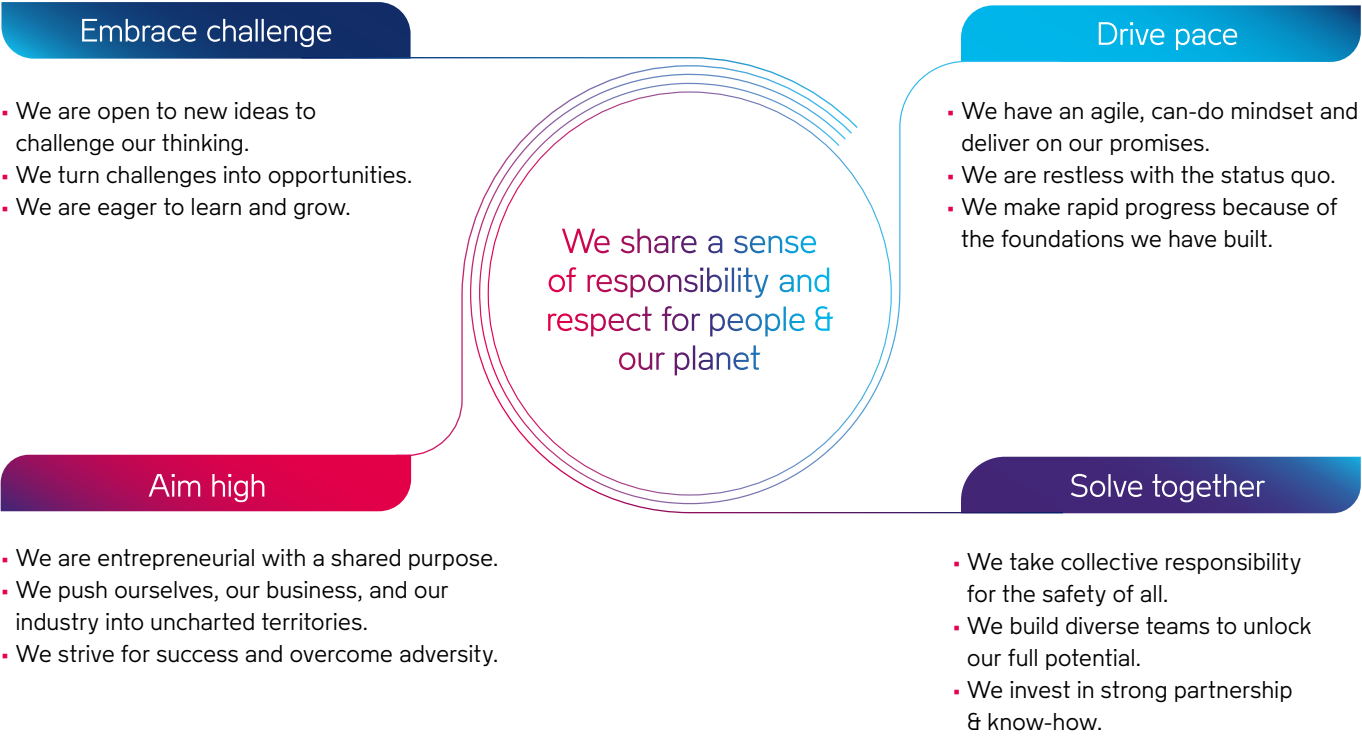 Embrace challenge
▪ We are open to new ideas to
challenge our thinking.
▪ We turn challenges into opportunities.
▪ We are eager to learn and grow.
Drive pace
▪ We have an agile, can-do mindset and
deliver on our promises.
▪ We are restless with the status quo.
▪ We make rapid progress because of
the foundations we have built.
We share a sense
of responsibility and
respect for people &
our planet
Aim high
▪ We are entrepreneurial with a shared purpose.
▪ We push ourselves, our business, and our
industry into uncharted territories.
▪ We strive for success and overcome adversity.
Solve together
▪ We take collective responsibility
for the safety of all.
▪ We build diverse teams to unlock
our full potential.
▪ We invest in strong partnership
& know-how.